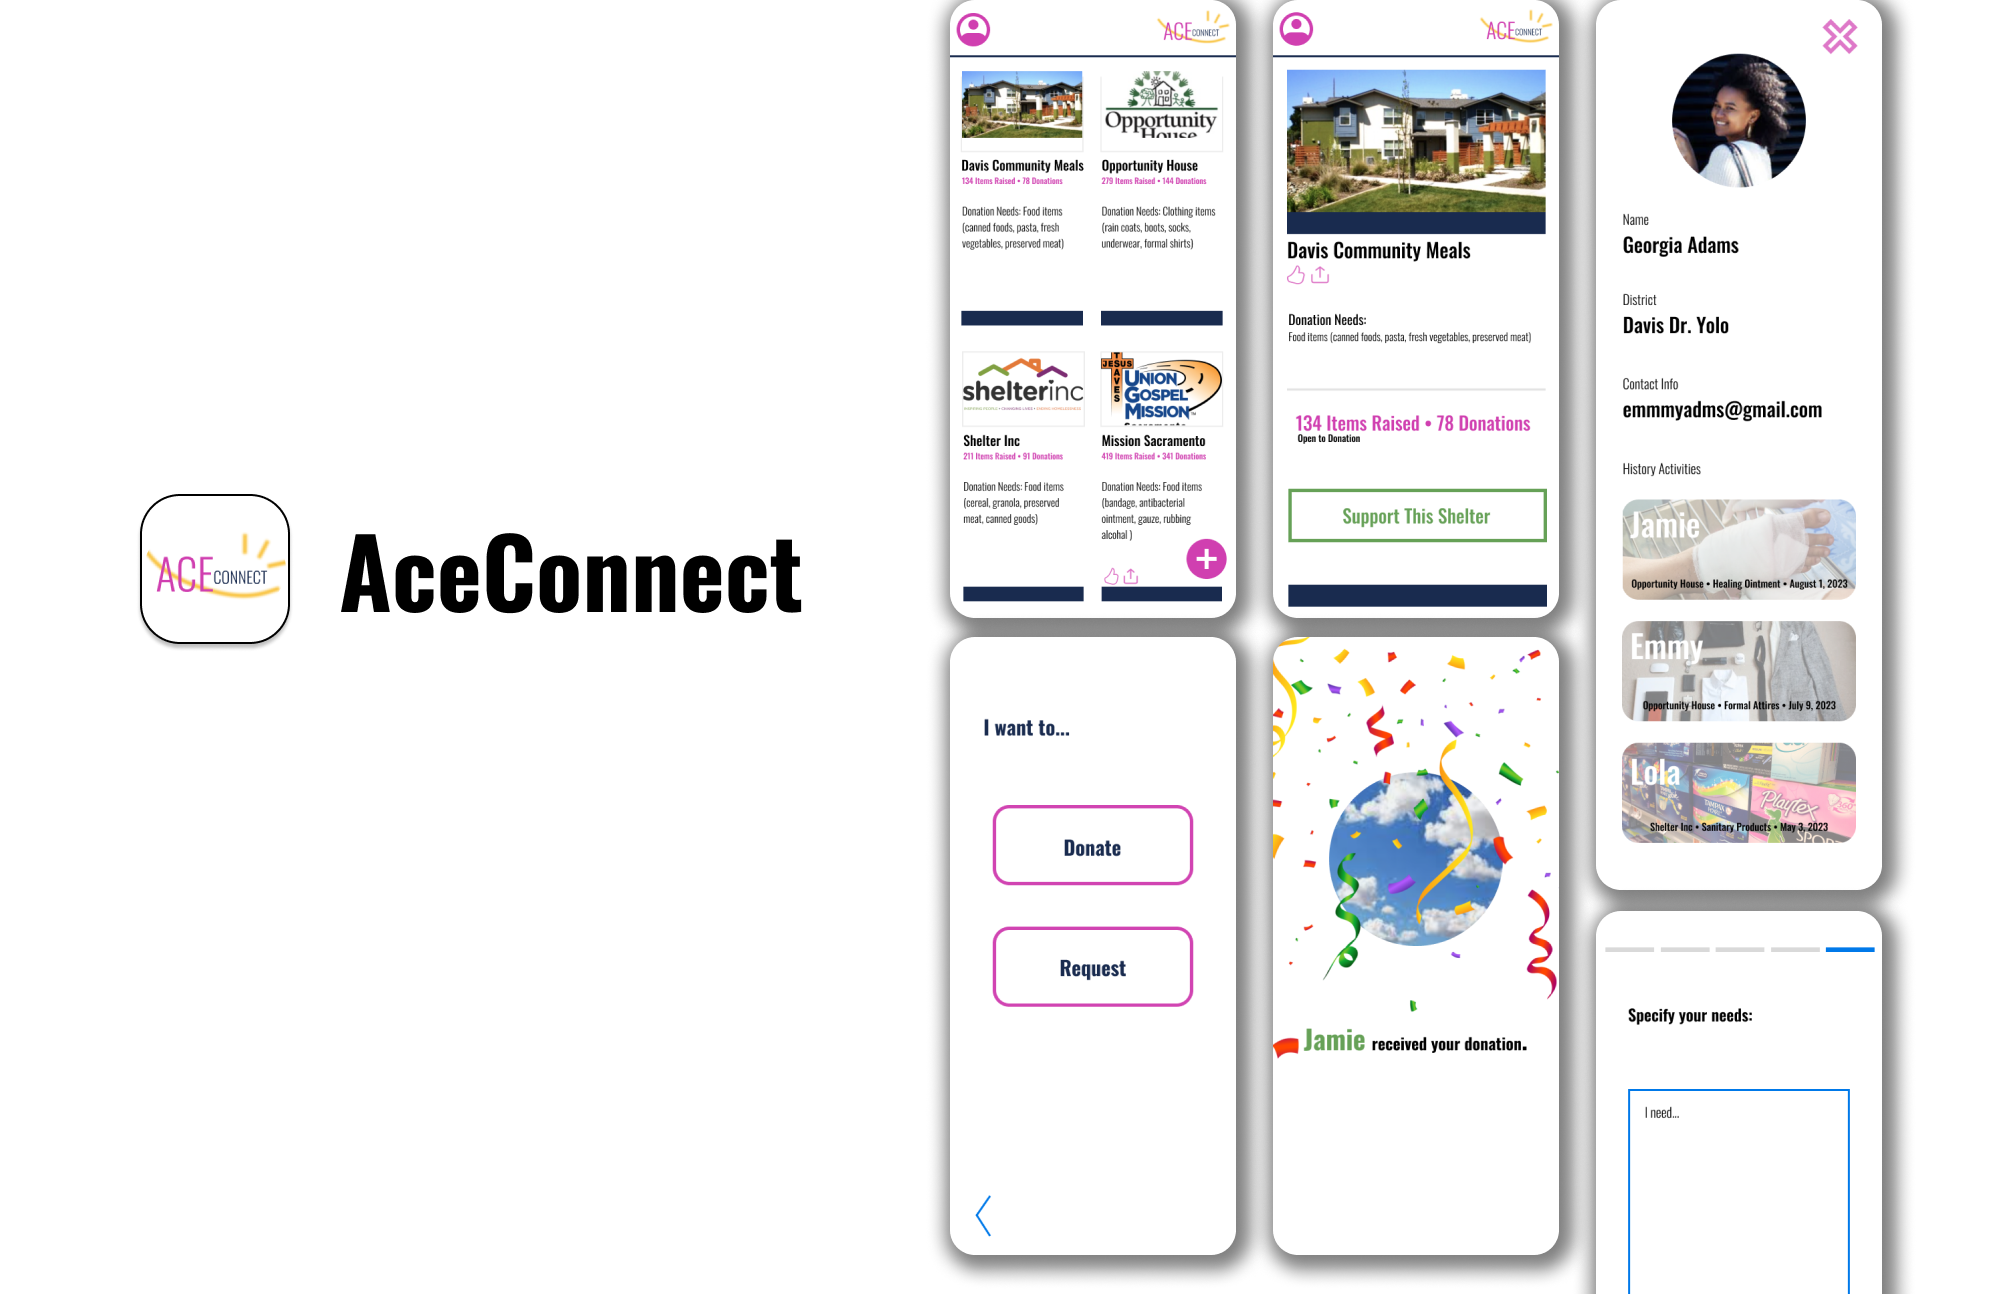 ACE CONNECT
AceConnect
ACE CONNECT
Opportunity
House
Davis Community Meals
134 Items Raised • 78 Donations
Donation Needs: Food items
(canned foods, pasta, fresh
vegetables, preserved meat)
Opportunity House
279 Items Raised • 144 Donations
Donation Needs: Clothing items
(rain coats, boots, socks,
underwear, formal shirts)
shelterinc
Shelter Inc
211 Items Raised • 91 Donations
Donation Needs: Food items
(cereal, granola, preserved
meat, canned goods)
JESUS
SAVES
UNION
GOSPEL
MISSION
Sacramento
Mission Sacramento
419 Items Raised • 341 Donations
Donation Needs: Food items
(bandage, antibacterial
ointment, gauze, rubbing
alcohal )
ACE CONNECT
Davis Community Meals
Donation Needs:
Food items (canned foods, pasta, fresh vegetables, preserved meat)
134 Items Raised • 78 Donations
Open to Donation
Support This Shelter
Name
Georgia Adams
District
Davis Dr. Yolo
Contact Info
emmmyadms@gmail.com
History Activities
Jamie
Opportunity House • Healing Ointment • August 1, 2023
Emmy
Opportunity House • Formal Attires • July 9, 2023
Lola
TAMPAX
Playtex
SPORT
Shelter Inc • Sanitary Products • May 3, 2023
I want to...
Donate
Request
Jamie received your donation.
Specify your needs:
I need...